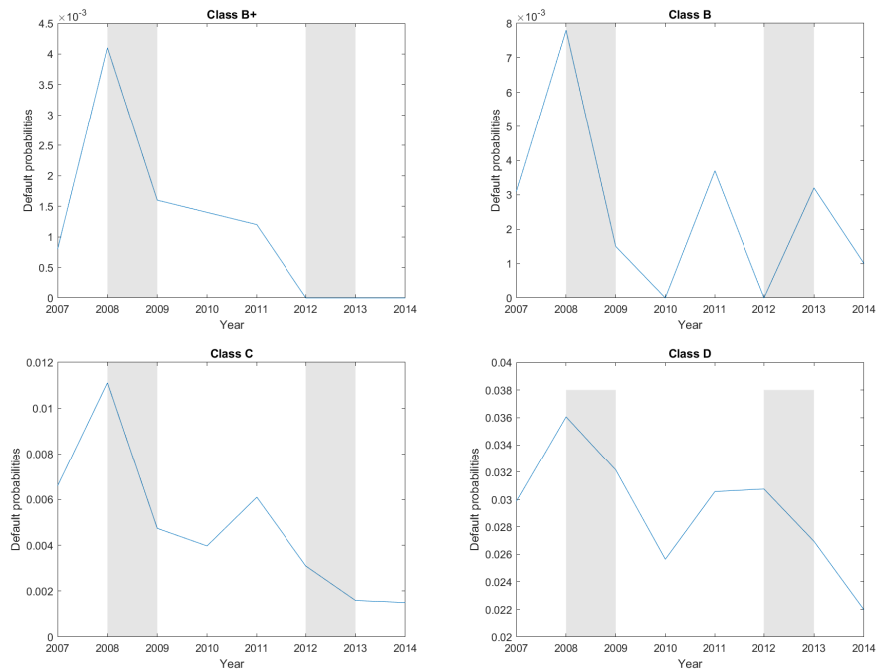 Class B+
×10⁻³
4.5
4
3.5
3
2.5
2
1.5
1
0.5
0
Default probabilities
2007 2008 2009 2010 2011 2012 2013 2014
Year
Class B
×10⁻³
8
7
6
5
4
3
2
1
0
Default probabilities
2007 2008 2009 2010 2011 2012 2013 2014
Year
Class C
0.012
0.01
0.008
0.006
0.004
0.002
0
Default probabilities
2007 2008 2009 2010 2011 2012 2013 2014
Year
Class D
0.04
0.038
0.036
0.034
0.032
0.03
0.028
0.026
0.024
0.022
0.02
Default probabilities
2007 2008 2009 2010 2011 2012 2013 2014
Year